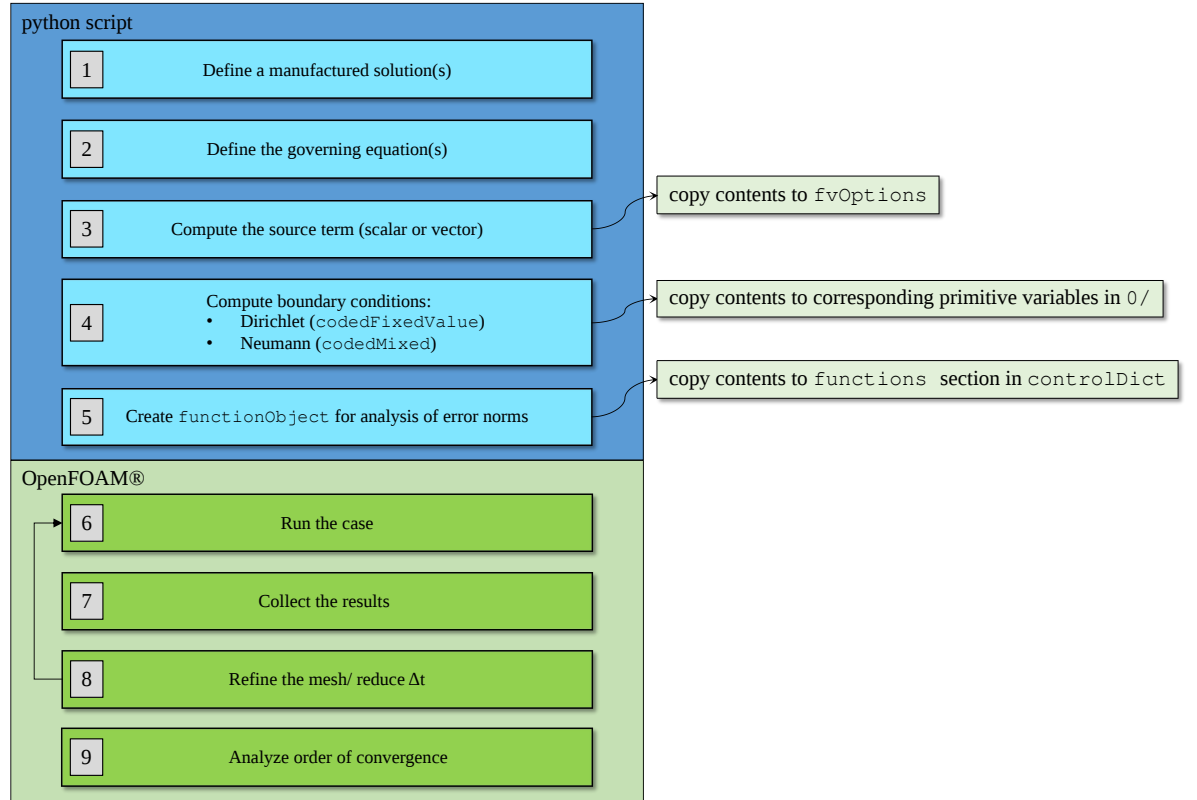 python script
1
Define a manufactured solution(s)
2
Define the governing equation(s)
3
Compute the source term (scalar or vector)
copy contents to fvOptions
4
Compute boundary conditions:
• Dirichlet (codedFixedValue)
• Neumann (codedMixed)
copy contents to corresponding primitive variables in 0/
5
Create functionObject for analysis of error norms
copy contents to functions section in controlDict
OpenFOAM®
6
Run the case
7
Collect the results
8
Refine the mesh/ reduce Δt
9
Analyze order of convergence